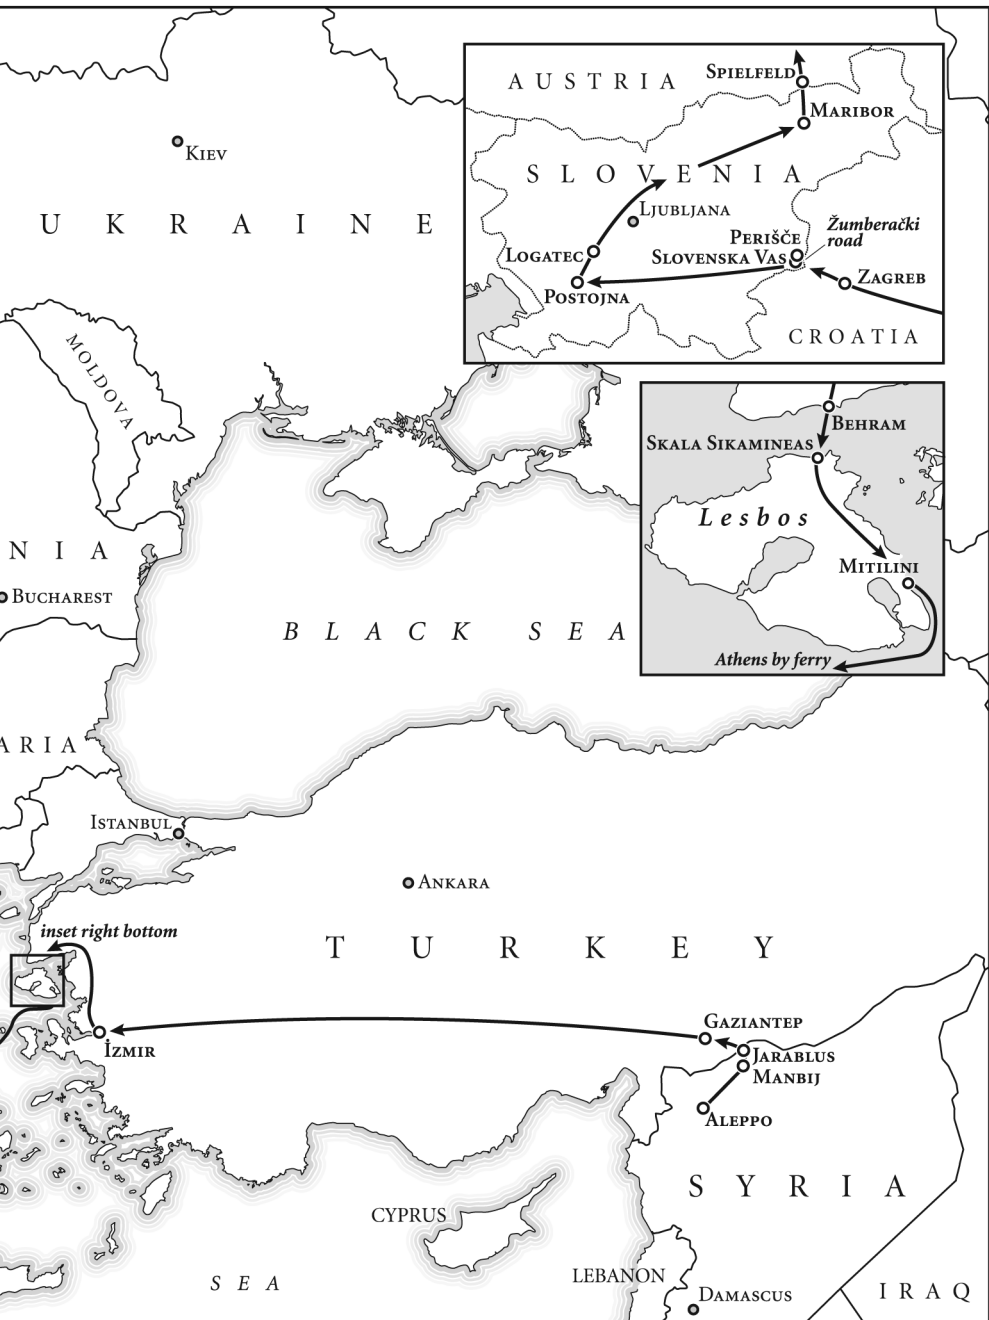 AUSTRIA
SPIELFELD
MARIBOR
SLOVENIA
LJUBLJANA
Žumberački
road
PERIŠČE
LOGATEC
SLOVENSKA VAS
ZAGREB
POSTOJNA
CROATIA
KIEV
UKRAINE
MOLDOVA
BEHRAM
SKALA SIKAMINEAS
Lesbos
MITILINI
Athens by ferry
NIA
BUCHAREST
BLACK SEA
ARIA
ISTANBUL
ANKARA
inset right bottom
TURKEY
GAZIANTEP
İZMIR
JARABLUS
MANBIJ
ALEPPO
SYRIA
CYPRUS
LEBANON
SEA
DAMASCUS
IRAQ